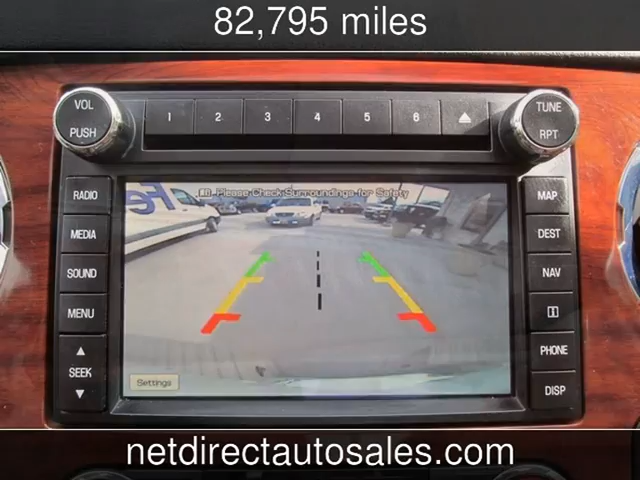 82,795 miles
VOL
PUSH
1 2 3 4 5 6
TUNE
RPT
RADIO
MEDIA
SOUND
MENU
SEEK
Please Check Surroundings for Safety
Fe
Settings
MAP
DEST
NAV
PHONE
DISP
netdirectautosales.com